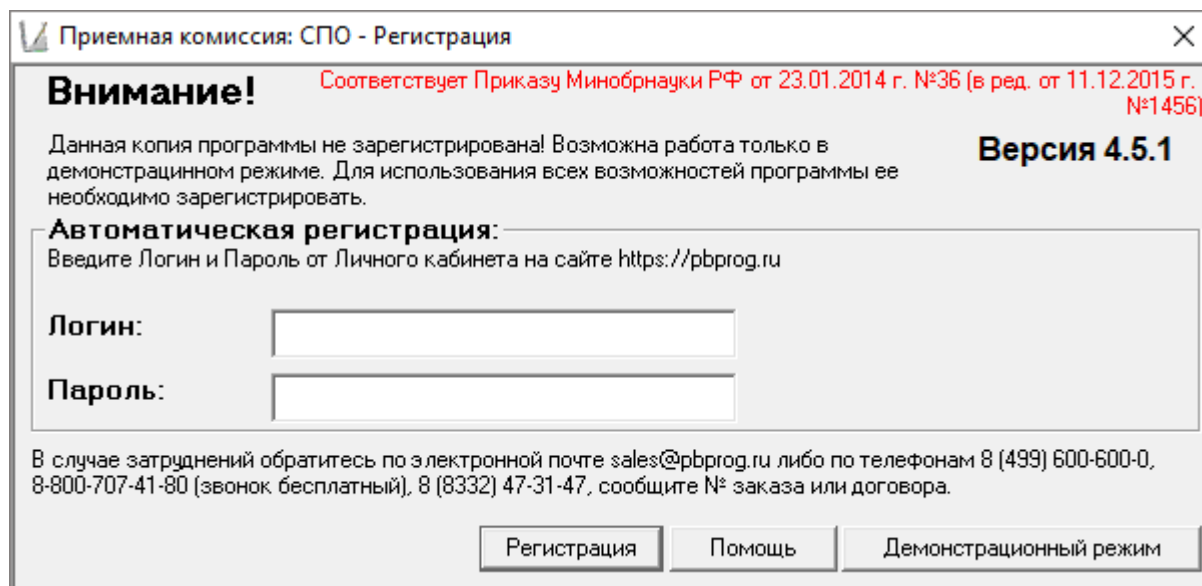 Приемная комиссия: СПО - Регистрация
Внимание!
Соответствует Приказу Минобрнауки РФ от 23.01.2014 г. №36 (в ред. от 11.12.2015 г.
№1456)
Данная копия программы не зарегистрирована! Возможна работа только в
демонстрацинном режиме. Для использования всех возможностей программы ее
необходимо зарегистрировать.
Версия 4.5.1
Автоматическая регистрация:
Введите Логин и Пароль от Личного кабинета на сайте https://pbprog.ru
Логин:
Пароль:
В случае затруднений обратитесь по электронной почте sales@pbprog.ru либо по телефонам 8 (499) 600-600-0,
8-800-707-41-80 (звонок бесплатный), 8 (8332) 47-31-47, сообщите № заказа или договора.
Регистрация
Помощь
Демонстрационный режим